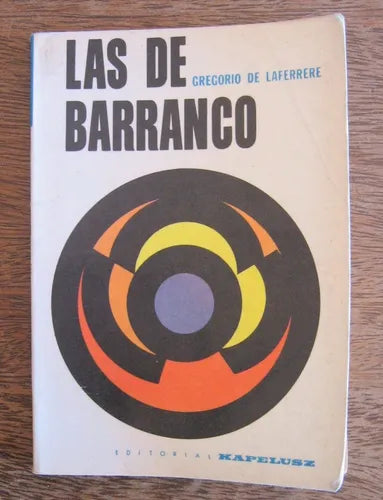 LAS DE
GREGORIO DE LAFERRERE
BARRANCO
EDITORIAL KAPELUSZ